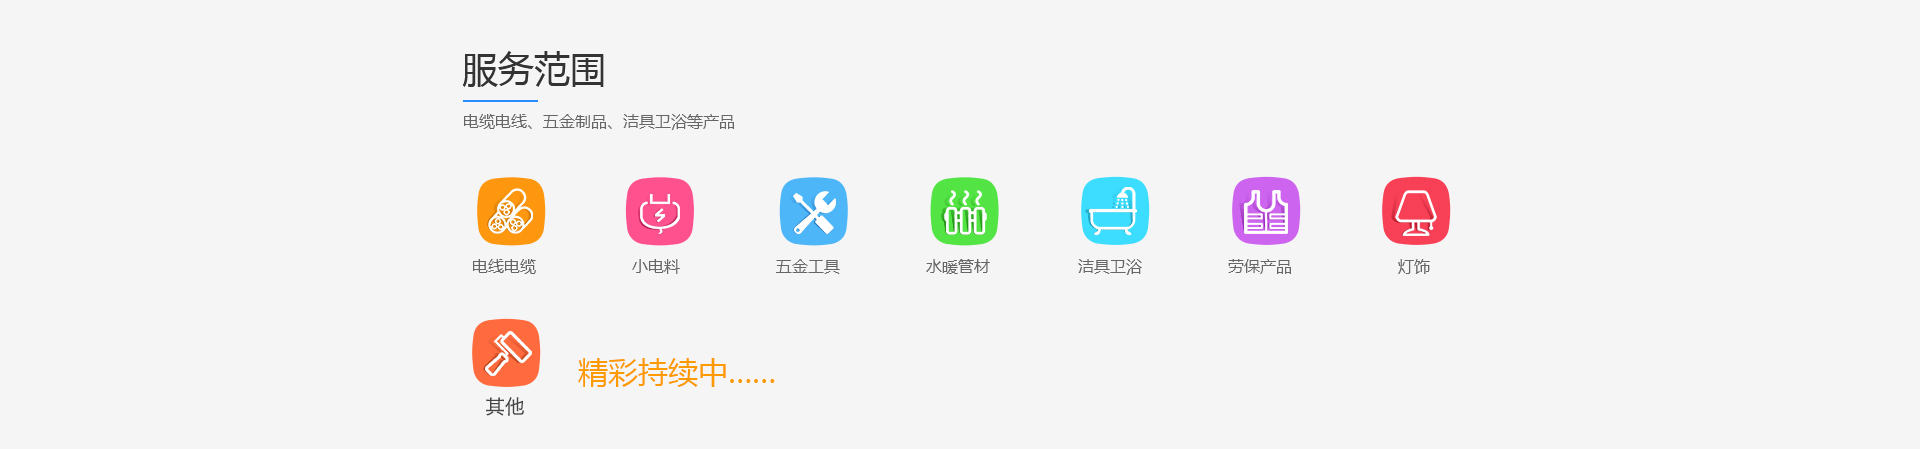 服务范围
电缆电线、五金制品、洁具卫浴等产品
电线电缆 小电料 五金工具 水暖管材 洁具卫浴 劳保产品 灯饰
精彩持续中......
其他